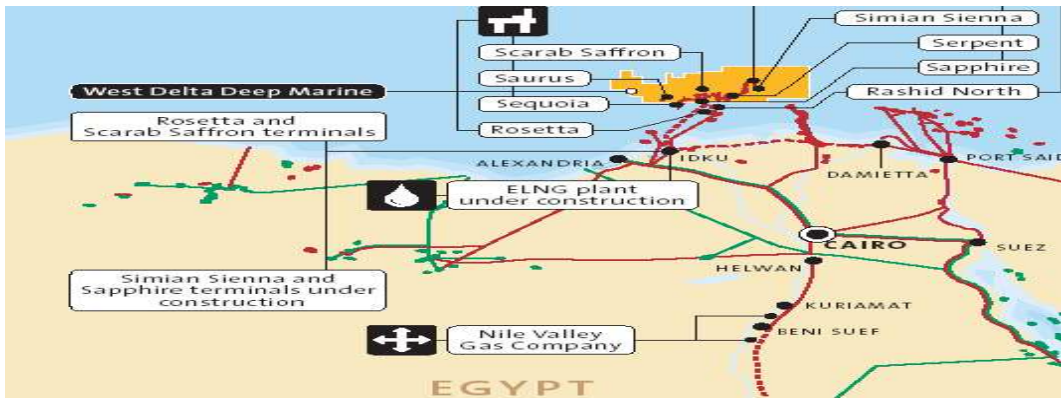 Simian Sienna
Scarab Saffron
Serpent
Saurus
Sapphire
West Delta Deep Marine
Sequoia
Rashid North
Rosetta and
Scarab Saffron terminals
Rosetta
ALEXANDRIA
IDKU
PORT SAID
DAMIETTA
ELNG plant
under construction
CAIRO
SUEZ
HELWAN
Simian Sienna and
Sapphire terminals under
construction
KURIAMAT
Nile Valley
Gas Company
BENI SUEF
EGYPT